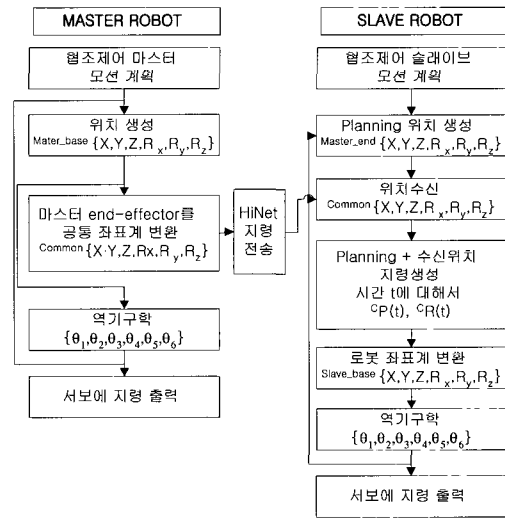 MASTER ROBOT
협조제어 마스터
모션 계획
위치 생성
Mater_base {X,Y,Z,Rx,Ry,Rz}
마스터 end-effector를
공통 좌표계 변환
Common {X·Y,Z,Rx,Ry,Rz}
역기구학
{θ1,θ2,θ3,θ4,θ5,θ6}
서보에 지령 출력
HiNet
지령
전송
SLAVE ROBOT
협조제어 슬래이브
모션 계획
Planning 위치 생성
Master_end {X,Y,Z,Rx,Ry,Rz}
위치수신
Common {X,Y,Z,Rx,Ry,Rz}
Planning + 수신위치
지령생성
시간 t에 대해서
CP(t), CR(t)
로봇 좌표계 변환
Slave_base {X,Y,Z,Rx,Ry,Rz}
역기구학
{θ1,θ2,θ3,θ4,θ5,θ6}
서보에 지령 출력